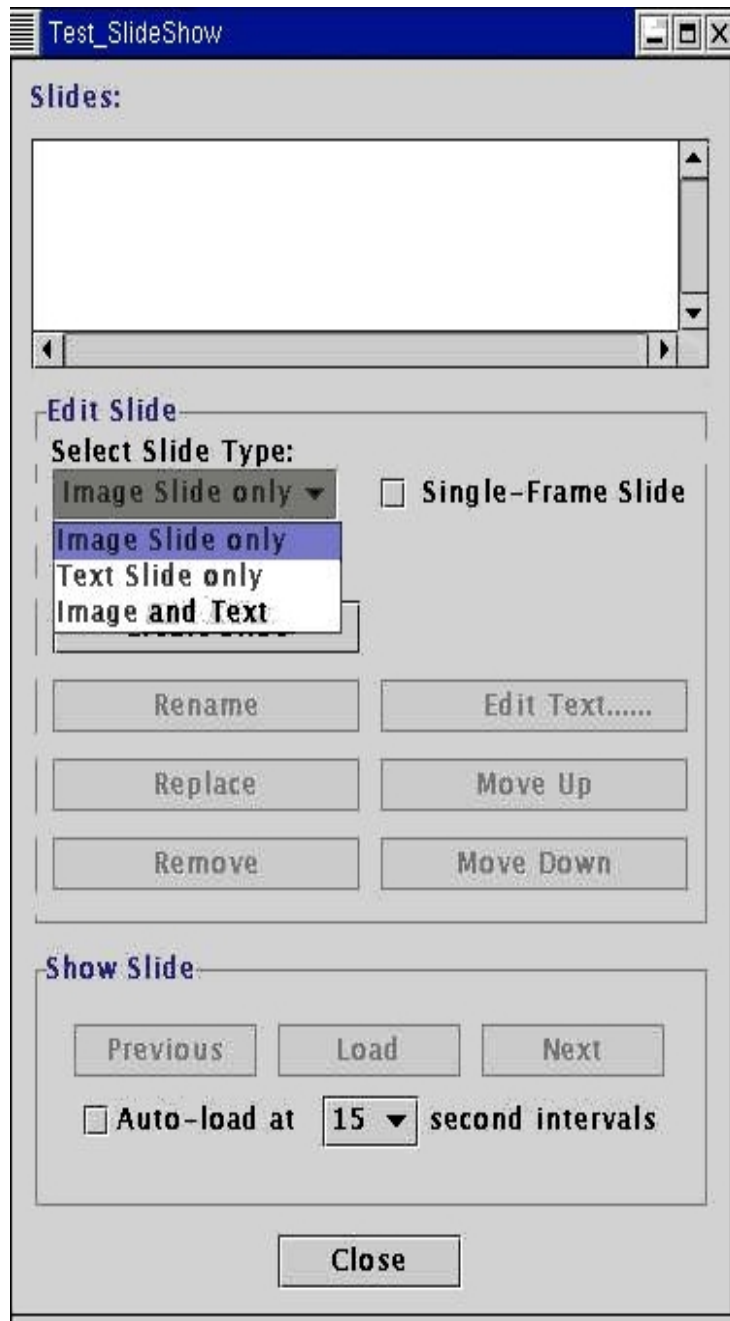 Test_SlideShow
Slides:
Edit Slide
Select Slide Type:
Image Slide only
Single-Frame Slide
Image Slide only
Text Slide only
Image and Text
Rename
Edit Text......
Replace
Move Up
Remove
Move Down
Show Slide
Previous
Load
Next
Auto-load at 15 second intervals
Close